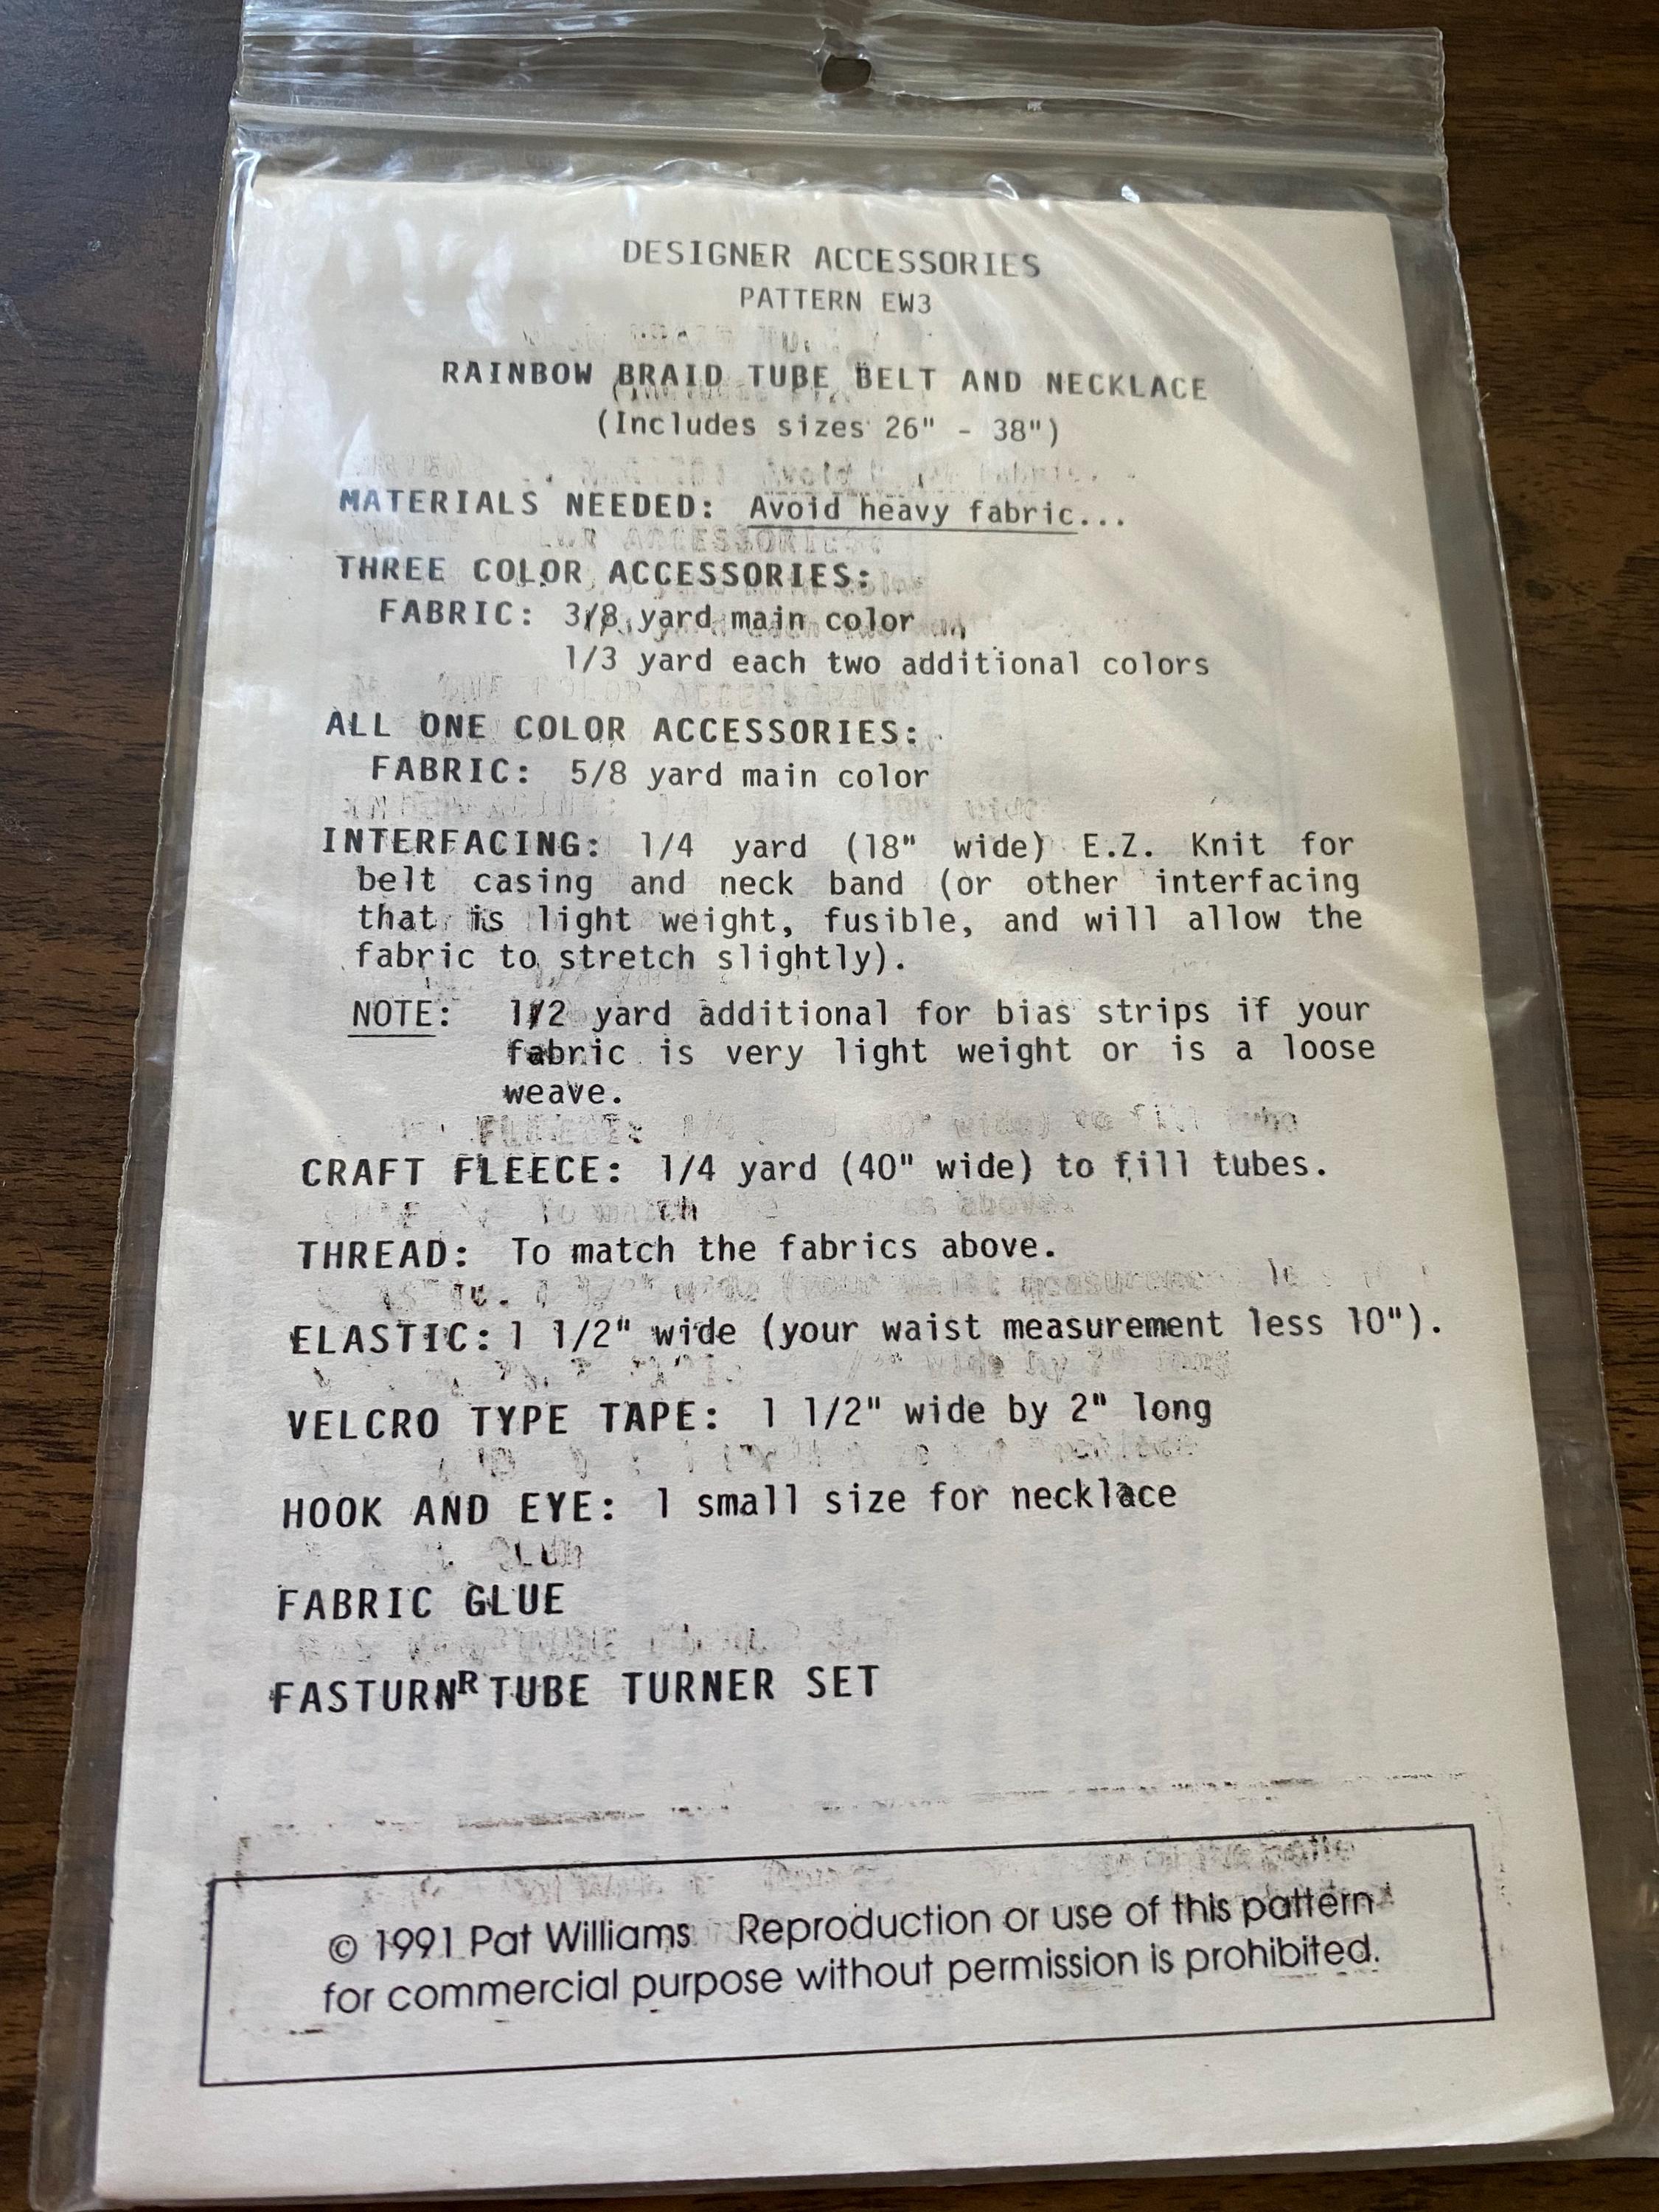 DESIGNER ACCESSORIES
PATTERN EW3
RAINBOW BRAID TUBE BELT AND NECKLACE
(Includes sizes 26" - 38")
MATERIALS NEEDED: Avoid heavy fabric...
THREE COLOR ACCESSORIES:
FABRIC: 3/8 yard main color
1/3 yard each two additional colors
ALL ONE COLOR ACCESSORIES:
FABRIC: 5/8 yard main color
INTERFACING: 1/4 yard (18" wide) E.Z. Knit for
belt casing and neck band (or other interfacing
that is light weight, fusible, and will allow the
fabric to stretch slightly).
NOTE: 1/2 yard additional for bias strips if your
fabric is very light weight or is a loose
weave.
CRAFT FLEECE: 1/4 yard (40" wide) to fill tubes.
THREAD: To match the fabrics above.
ELASTIC: 1 1/2" wide (your waist measurement less 10").
VELCRO TYPE TAPE: 1 1/2" wide by 2" long
HOOK AND EYE: 1 small size for necklace
FABRIC GLUE
FASTURN^R TUBE TURNER SET
© 1991 Pat Williams Reproduction or use of this pattern
for commercial purpose without permission is prohibited.